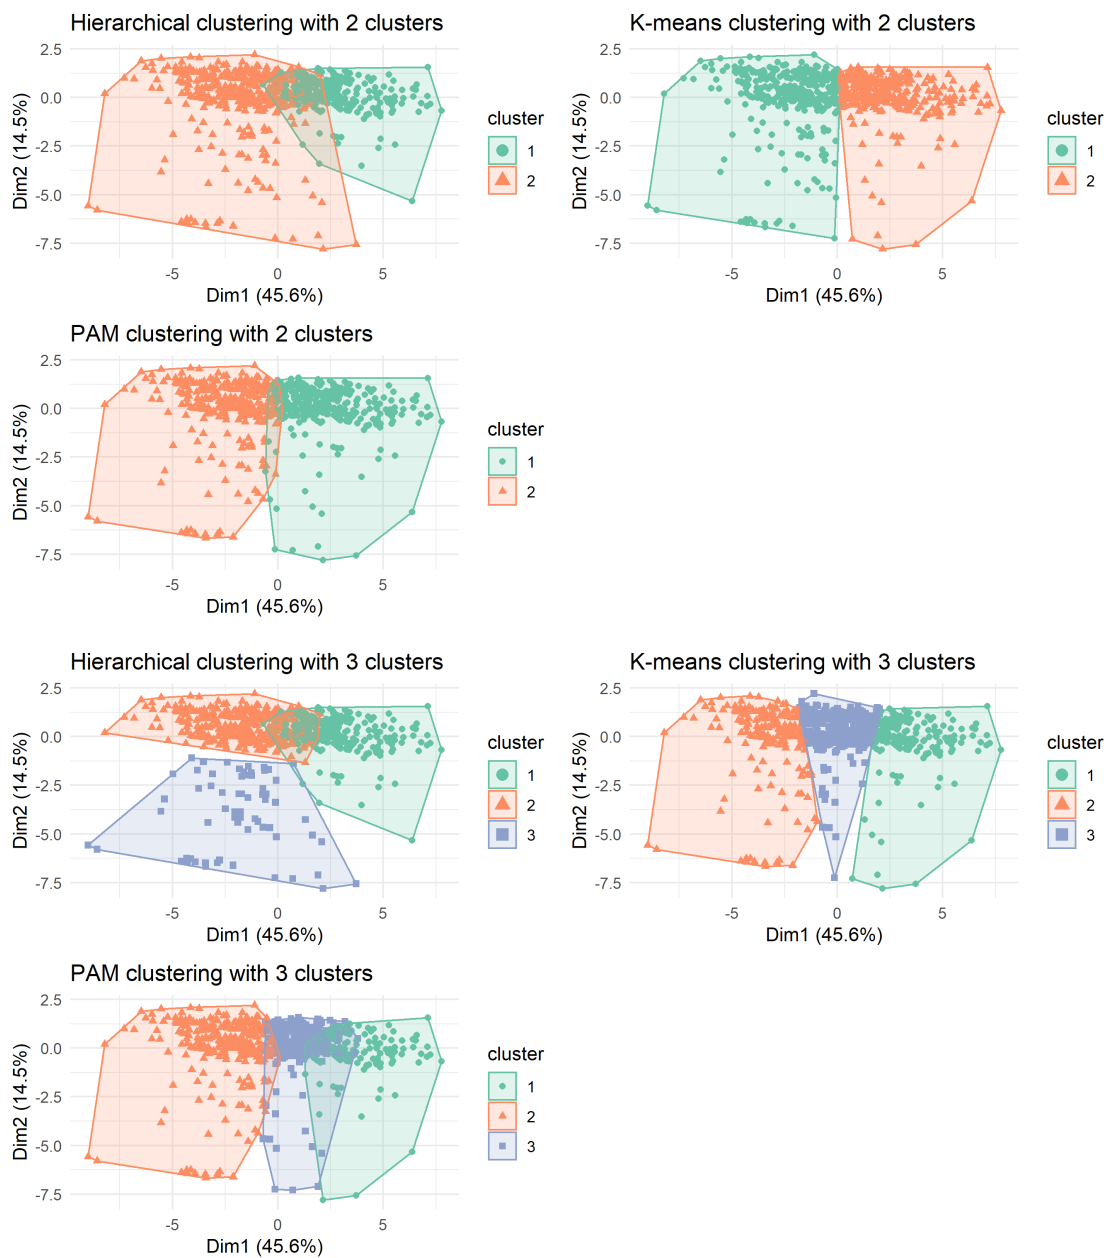 Hierarchical clustering with 2 clusters
2.5
0.0
-2.5
-5.0
-7.5
-5
0
5
Dim1 (45.6%)
Dim2 (14.5%)
cluster
1
2
K-means clustering with 2 clusters
2.5
0.0
-2.5
-5.0
-7.5
-5
0
5
Dim1 (45.6%)
Dim2 (14.5%)
cluster
1
2
PAM clustering with 2 clusters
2.5
0.0
-2.5
-5.0
-7.5
-5
0
5
Dim1 (45.6%)
Dim2 (14.5%)
cluster
1
2
Hierarchical clustering with 3 clusters
2.5
0.0
-2.5
-5.0
-7.5
-5
0
5
Dim1 (45.6%)
Dim2 (14.5%)
cluster
1
2
3
K-means clustering with 3 clusters
2.5
0.0
-2.5
-5.0
-7.5
-5
0
5
Dim1 (45.6%)
Dim2 (14.5%)
cluster
1
2
3
PAM clustering with 3 clusters
2.5
0.0
-2.5
-5.0
-7.5
-5
0
5
Dim1 (45.6%)
Dim2 (14.5%)
cluster
1
2
3